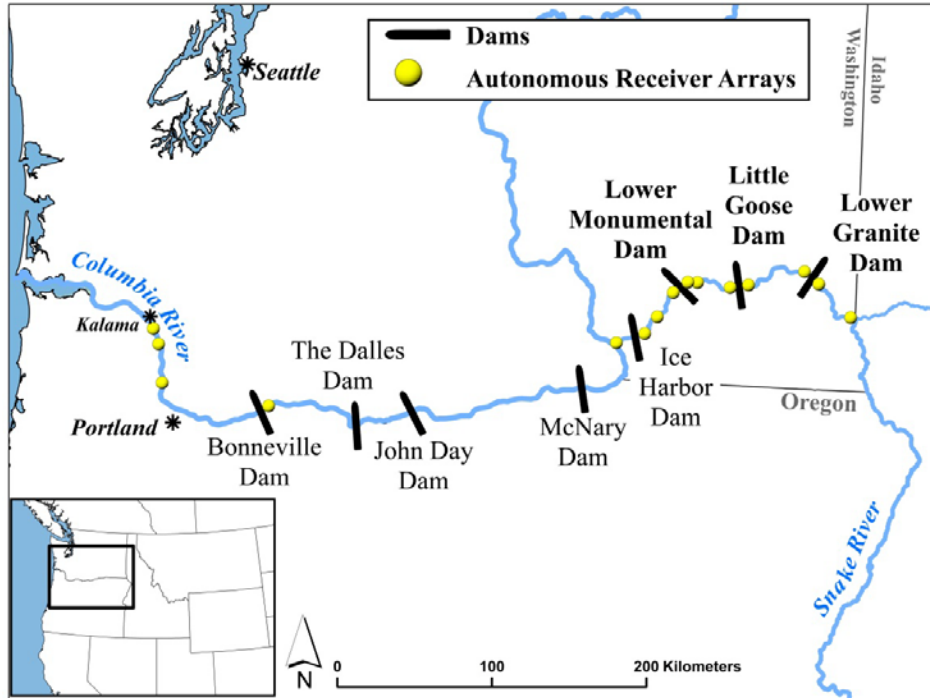 Dams
Autonomous Receiver Arrays
Seattle
Idaho
Washington
Lower
Monumental
Dam
Little
Goose
Dam
Lower
Granite
Dam
Columbia River
Kalama
The Dalles
Dam
Ice
Harbor
Dam
Oregon
Portland
Bonneville
Dam
John Day
Dam
McNary
Dam
Snake River
N
0
100
200 Kilometers